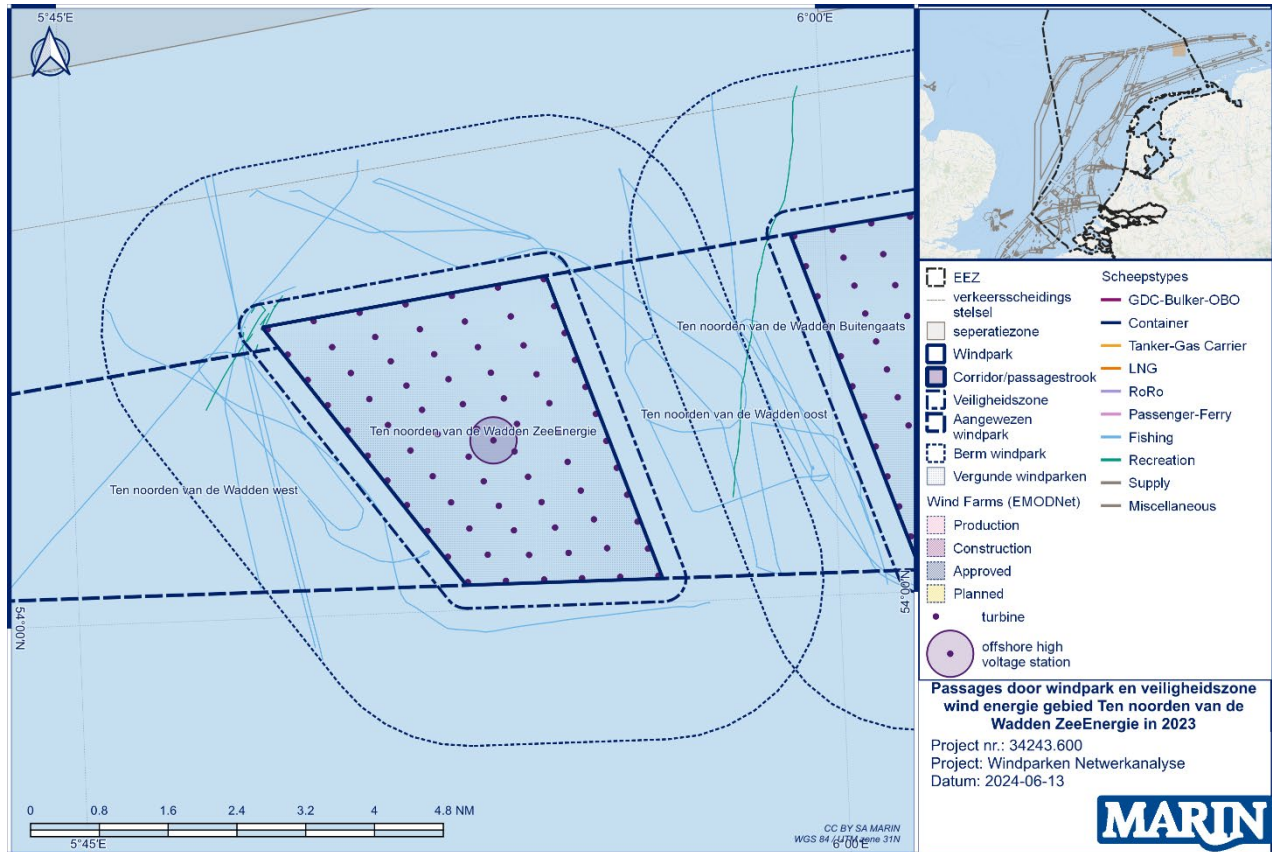 5°45'E
6°00'E
Ten noorden van de Wadden Buitengaats
Ten noorden van de Wadden oost
Ten noorden van de Wadden ZeeEnergie
Ten noorden van de Wadden west
54°00'N
54°00'N
0 0.8 1.6 2.4 3.2 4 4.8 NM
5°45'E
6°00'E
CC BY SA MARIN
WGS 84 / UTM zone 31N
EEZ
verkeersscheidings
stelsel
seperatiezone
Windpark
Corridor/passagestrook
Veiligheidszone
Aangewezen
windpark
Berm windpark
Vergunde windparken
Wind Farms (EMODNet)
Production
Construction
Approved
Planned
turbine
offshore high
voltage station
Scheepstypes
GDC-Bulker-OBO
Container
Tanker-Gas Carrier
LNG
RoRo
Passenger-Ferry
Fishing
Recreation
Supply
Miscellaneous
Passages door windpark en veiligheidszone
wind energie gebied Ten noorden van de
Wadden ZeeEnergie in 2023
Project nr.: 34243.600
Project: Windparken Netwerkanalyse
Datum: 2024-06-13
MARIN